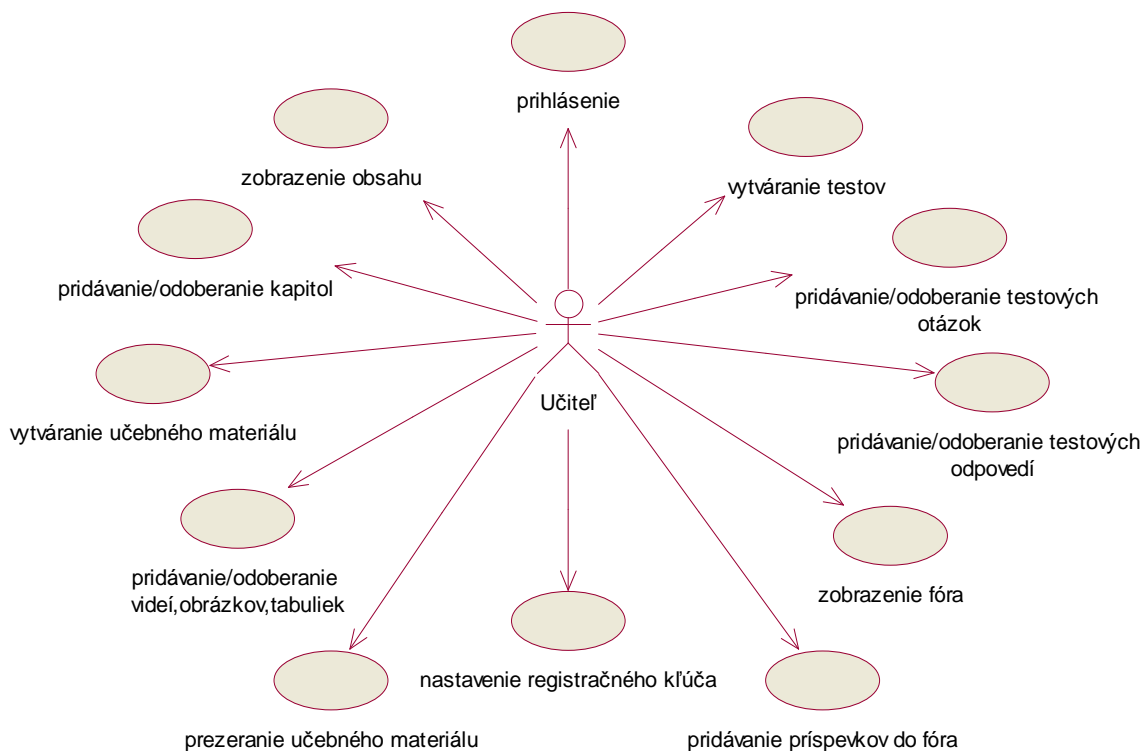 prihlásenie
zobrazenie obsahu
vytváranie testov
pridávanie/odoberanie kapitol
pridávanie/odoberanie testových
otázok
Učiteľ
vytváranie učebného materiálu
pridávanie/odoberanie testových
odpovedí
pridávanie/odoberanie
videí,obrázkov,tabuliek
zobrazenie fóra
nastavenie registračného kľúča
prezeranie učebného materiálu
pridávanie príspevkov do fóra